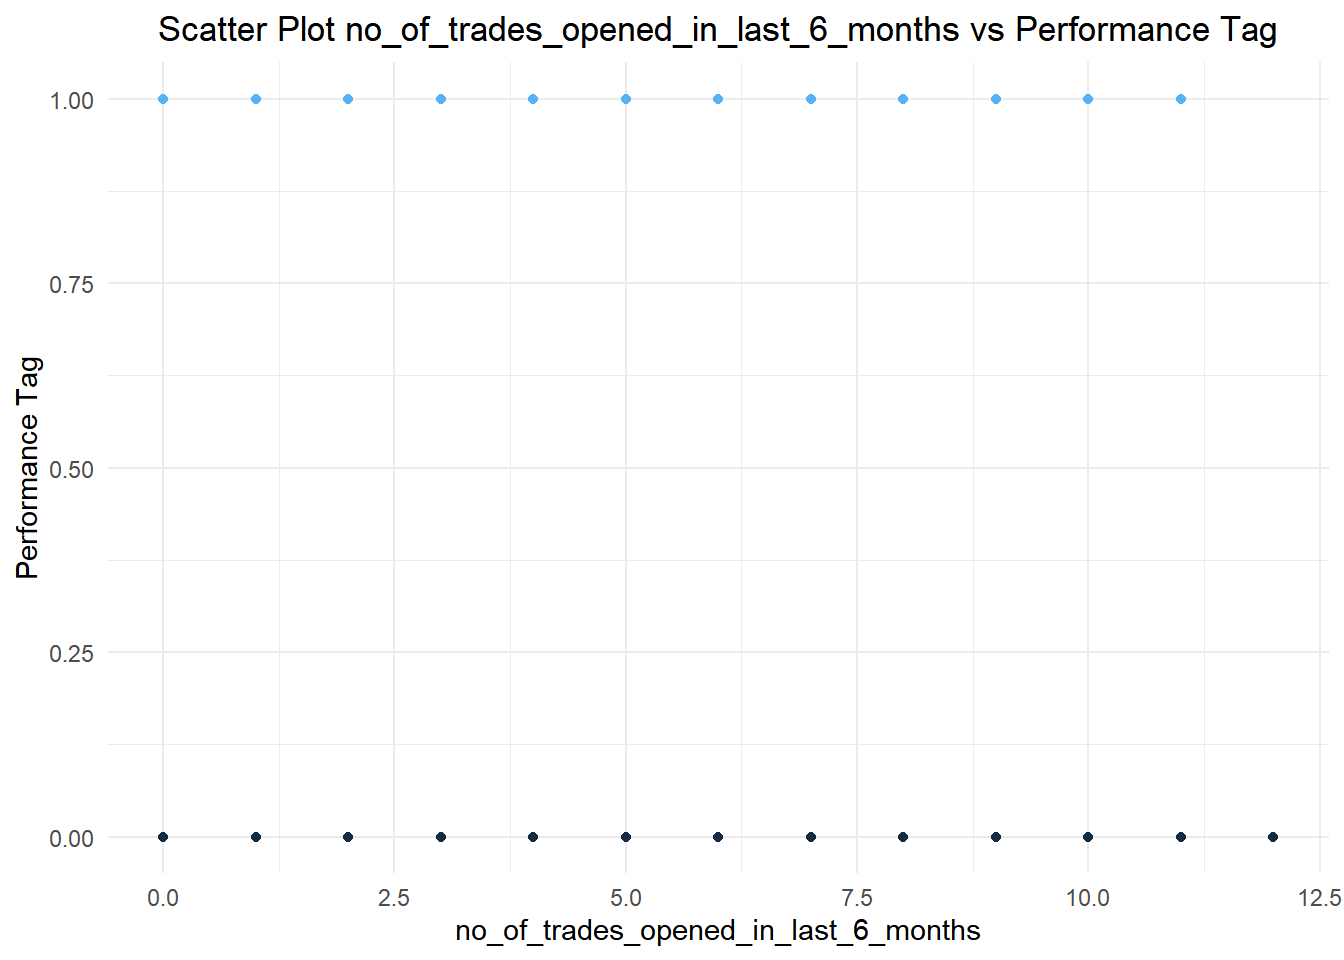 Scatter Plot no_of_trades_opened_in_last_6_months vs Performance Tag
1.00
0.75
0.50
0.25
0.00
Performance Tag
0.0 2.5 5.0 7.5 10.0 12.5
no_of_trades_opened_in_last_6_months